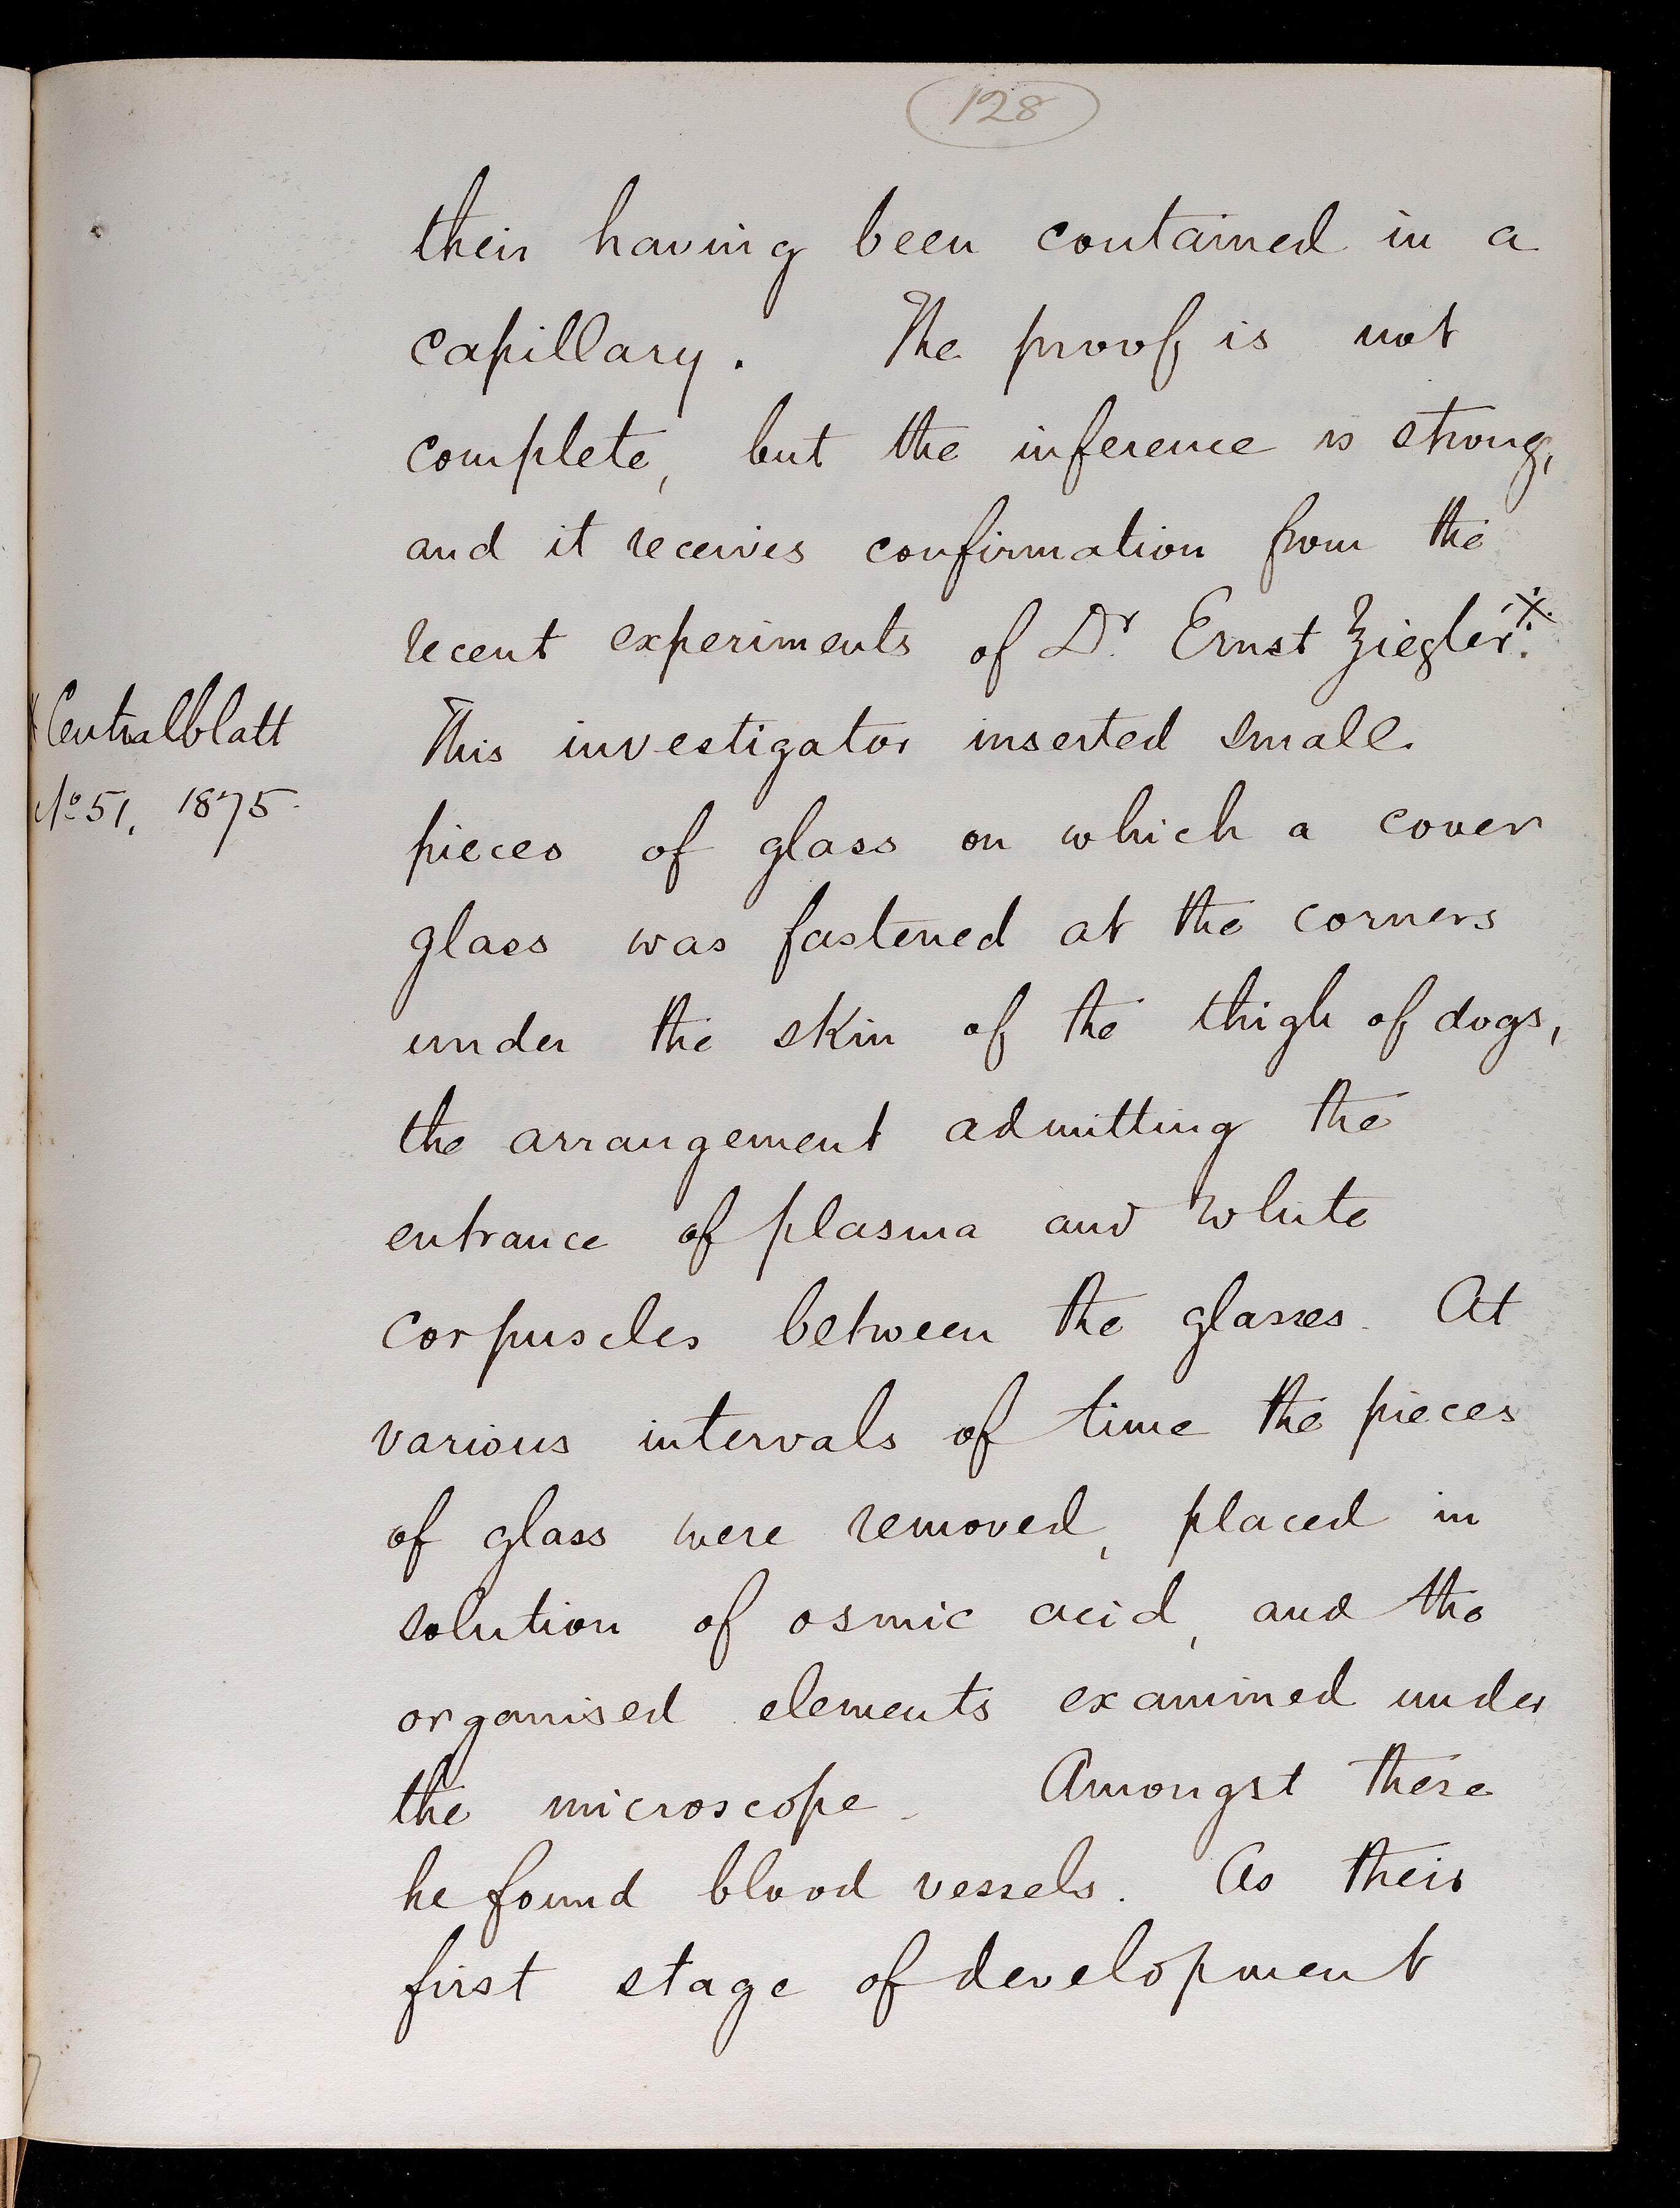 128
their having been contained in a
capillary. The proof is not
complete, but the inference is strong,
and it receives confirmation from the
recent experiments of Dr. Ernst Ziegler.x
x Centralblatt
No 51, 1875.
This investigator inserted small
pieces of glass on which a cover
glass was fastened at the corners
under the skin of the thigh of dogs,
the arrangement admitting the
entrance of plasma and white
corpuscles between the glasses. At
various intervals of time the pieces
of glass were removed, placed in
solution of osmic acid, and the
organised elements examined under
the microscope. Amongst these
he found blood vessels. As their
first stage of development